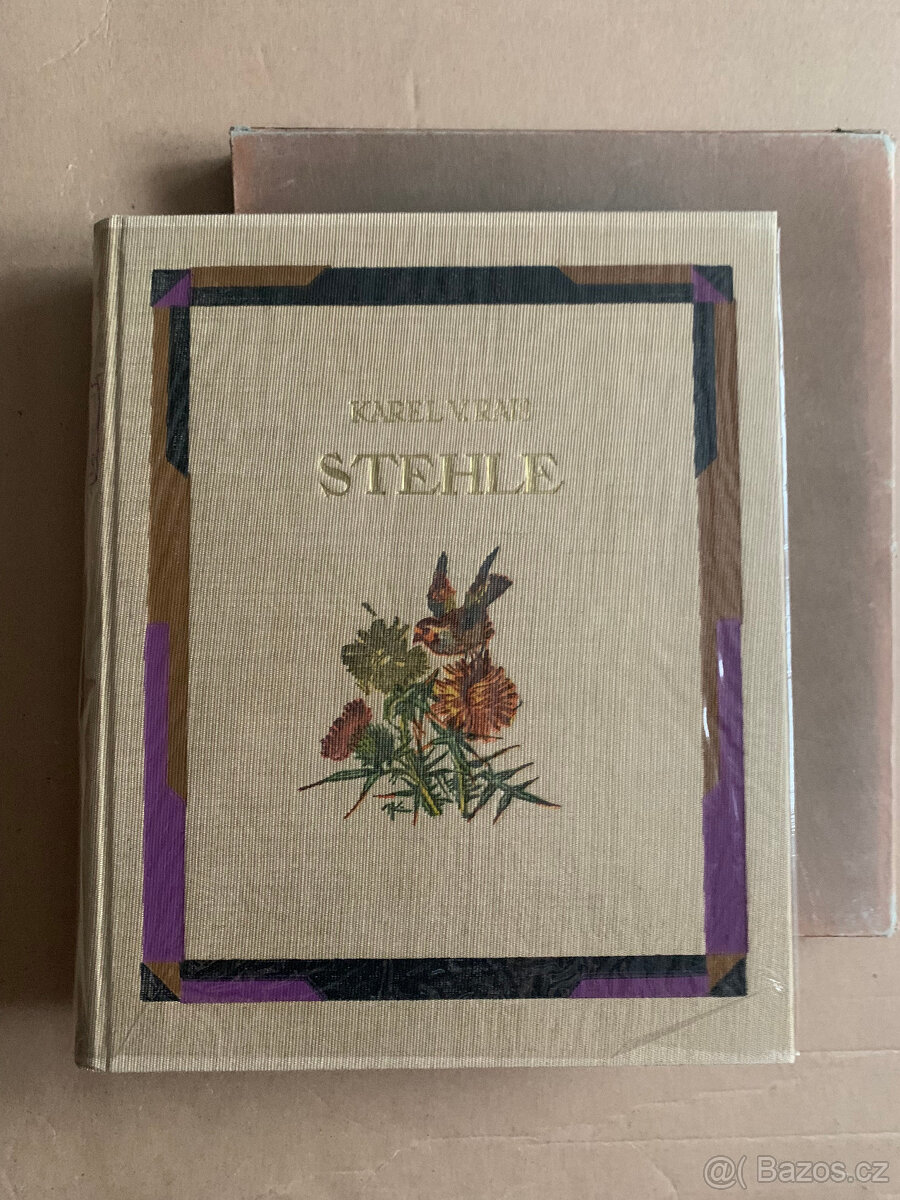 KAREL V. RAIS
STEHLE
@( Bazos.cz